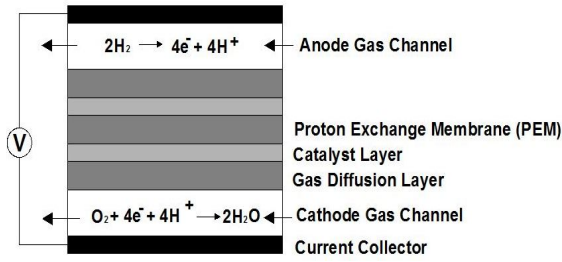 2H₂ → 4e⁻ + 4H⁺
Anode Gas Channel
V
Proton Exchange Membrane (PEM)
Catalyst Layer
Gas Diffusion Layer
O₂ + 4e⁻ + 4H⁺ → 2H₂O
Cathode Gas Channel
Current Collector